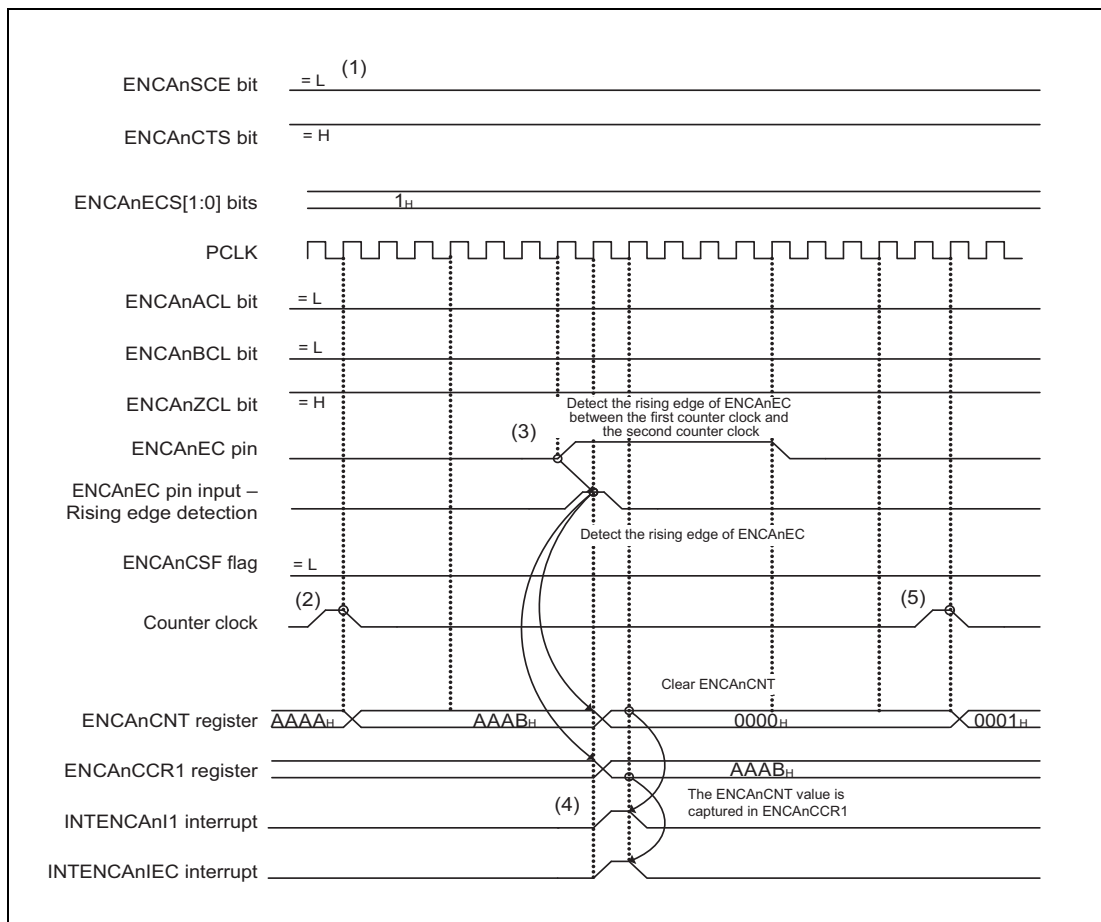 ENCAnSCE bit = L (1)
ENCAnCTS bit = H
ENCAnECS[1:0] bits 1H
PCLK
ENCAnACL bit = L
ENCAnBCL bit = L
ENCAnZCL bit = H
Detect the rising edge of ENCAnEC
between the first counter clock and
the second counter clock
ENCAnEC pin (3)
ENCAnEC pin input –
Rising edge detection
Detect the rising edge of ENCAnEC
ENCAnCSF flag = L
Counter clock (2) (5)
Clear ENCAnCNT
ENCAnCNT register AAAAH AAABH 0000H 0001H
ENCAnCCR1 register AAABH
The ENCAnCNT value is
captured in ENCAnCCR1
INTENCAnI1 interrupt (4)
INTENCAnIEC interrupt